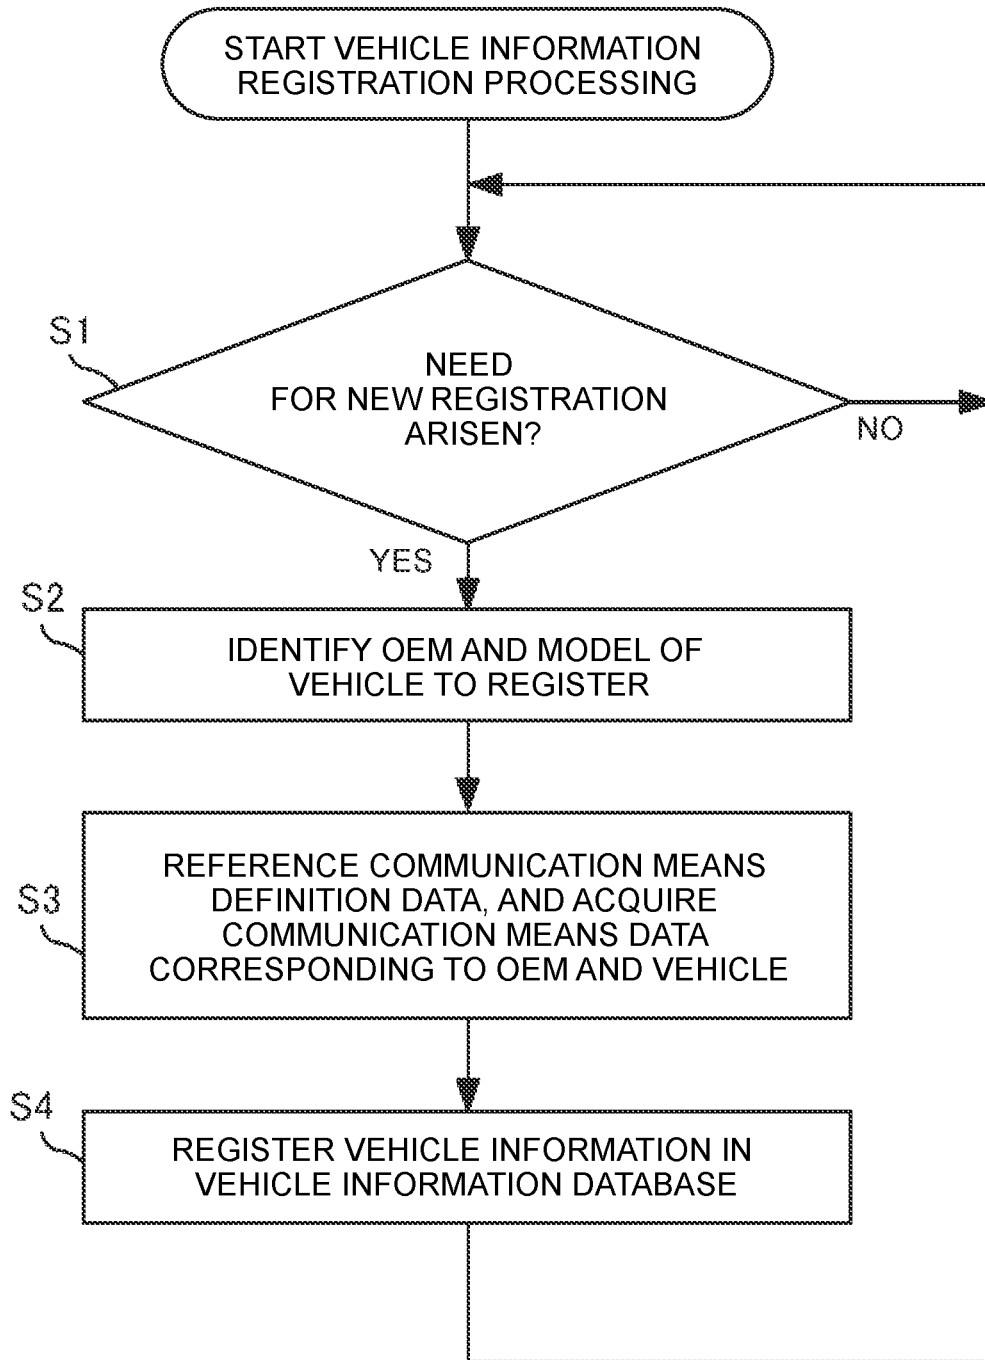 START VEHICLE INFORMATION
REGISTRATION PROCESSING
S1
NEED
FOR NEW REGISTRATION
ARISEN?
NO
YES
S2
IDENTIFY OEM AND MODEL OF
VEHICLE TO REGISTER
S3
REFERENCE COMMUNICATION MEANS
DEFINITION DATA, AND ACQUIRE
COMMUNICATION MEANS DATA
CORRESPONDING TO OEM AND VEHICLE
S4
REGISTER VEHICLE INFORMATION IN
VEHICLE INFORMATION DATABASE